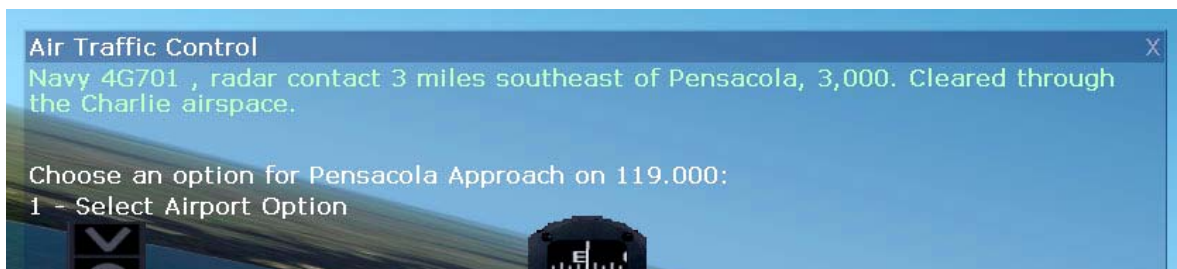 Air Traffic Control X
Navy 4G701 , radar contact 3 miles southeast of Pensacola, 3,000. Cleared through
the Charlie airspace.
Choose an option for Pensacola Approach on 119.000:
1 - Select Airport Option
E